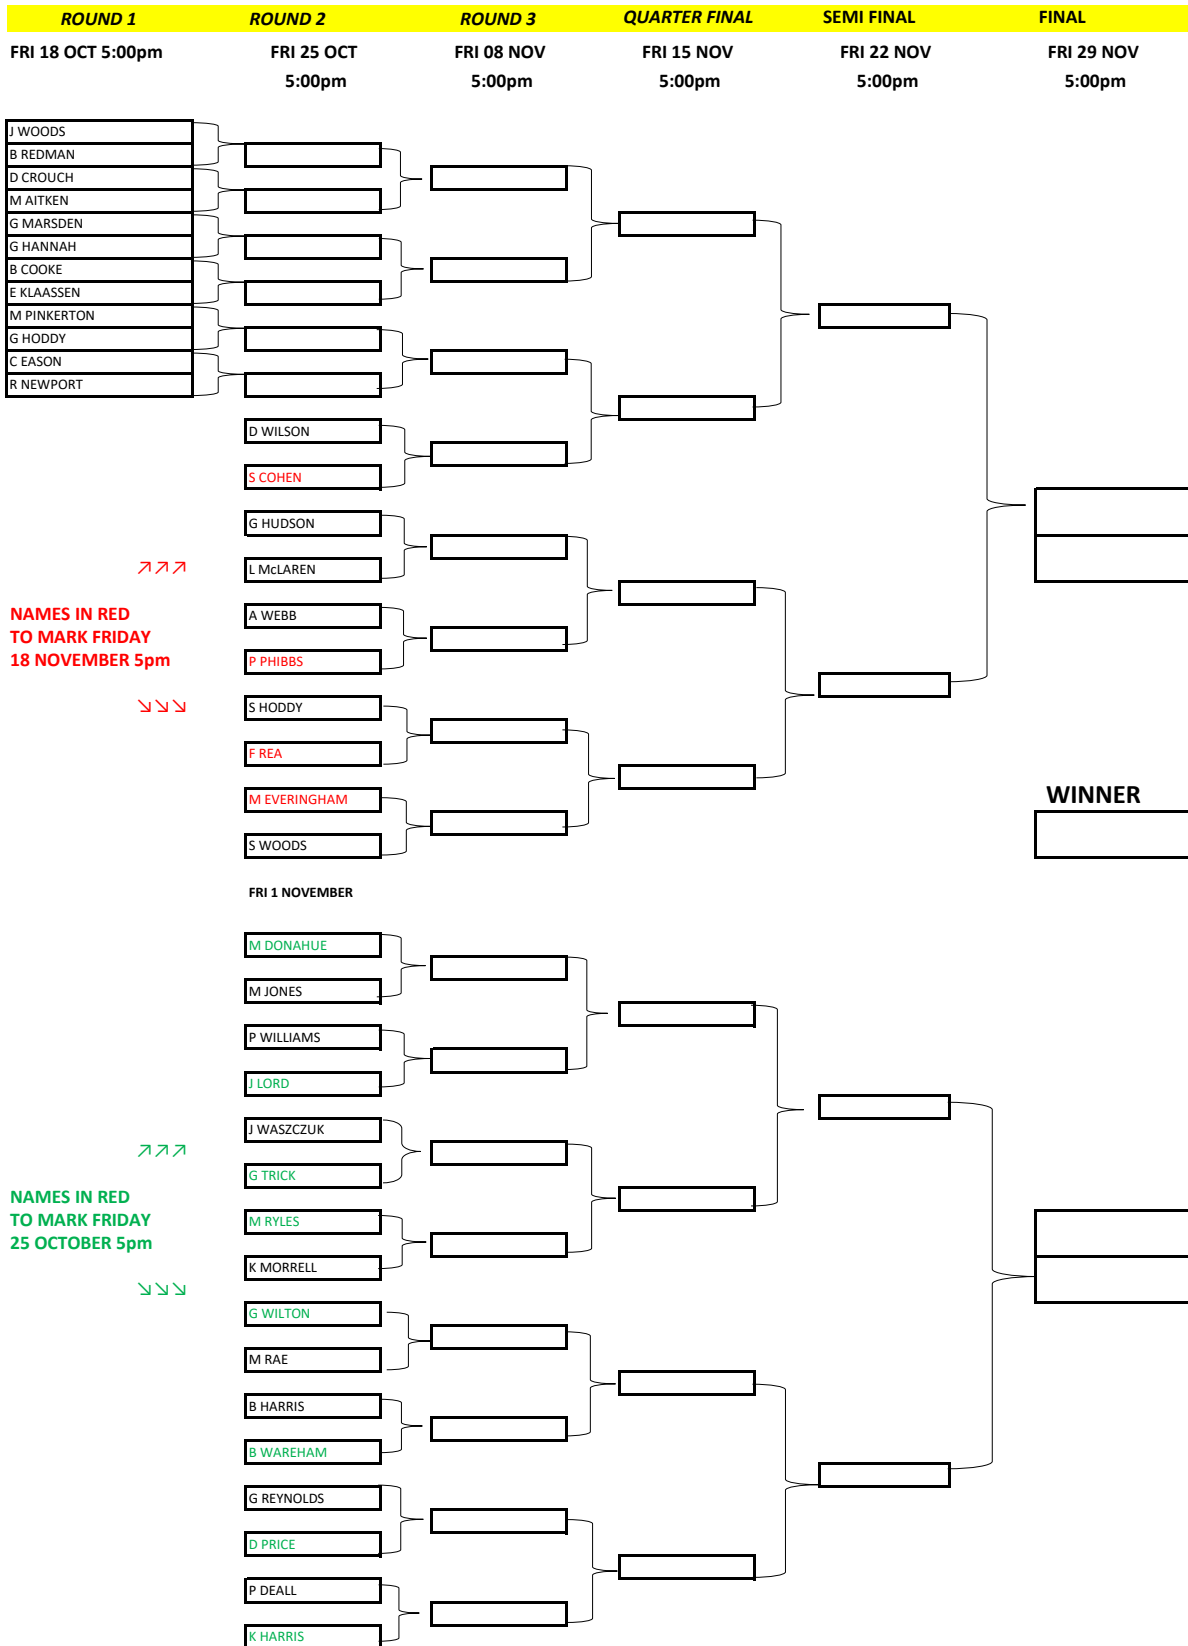 ROUND 1 ROUND 2 ROUND 3 QUARTER FINAL SEMI FINAL FINAL
FRI 18 OCT 5:00pm FRI 25 OCT FRI 08 NOV FRI 15 NOV FRI 22 NOV FRI 29 NOV
5:00pm 5:00pm 5:00pm 5:00pm 5:00pm
J WOODS
B REDMAN
D CROUCH
M AITKEN
G MARSDEN
G HANNAH
B COOKE
E KLAASSEN
M PINKERTON
G HODDY
C EASON
R NEWPORT
D WILSON
S COHEN
G HUDSON
↗↗↗ L McLAREN
NAMES IN RED
TO MARK FRIDAY
18 NOVEMBER 5pm
↘↘↘
A WEBB
P PHIBBS
S HODDY
F REA
M EVERINGHAM
S WOODS
WINNER
FRI 1 NOVEMBER
M DONAHUE
M JONES
P WILLIAMS
J LORD
J WASZCZUK
↗↗↗
G TRICK
NAMES IN RED
TO MARK FRIDAY
25 OCTOBER 5pm
↘↘↘
M RYLES
K MORRELL
G WILTON
M RAE
B HARRIS
B WAREHAM
G REYNOLDS
D PRICE
P DEALL
K HARRIS